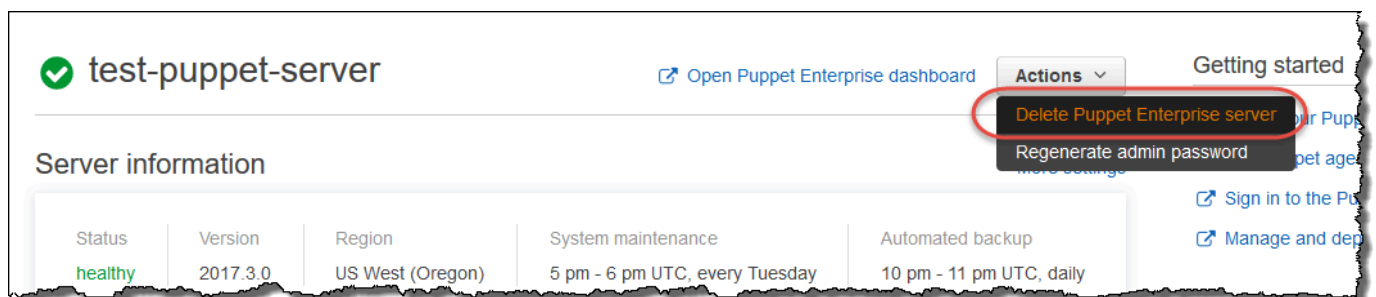 test-puppet-server
Open Puppet Enterprise dashboard
Actions
Delete Puppet Enterprise server
Regenerate admin password
Server information
Status Version Region System maintenance Automated backup
healthy 2017.3.0 US West (Oregon) 5 pm - 6 pm UTC, every Tuesday 10 pm - 11 pm UTC, daily
Getting started
Sign in to the
Manage and